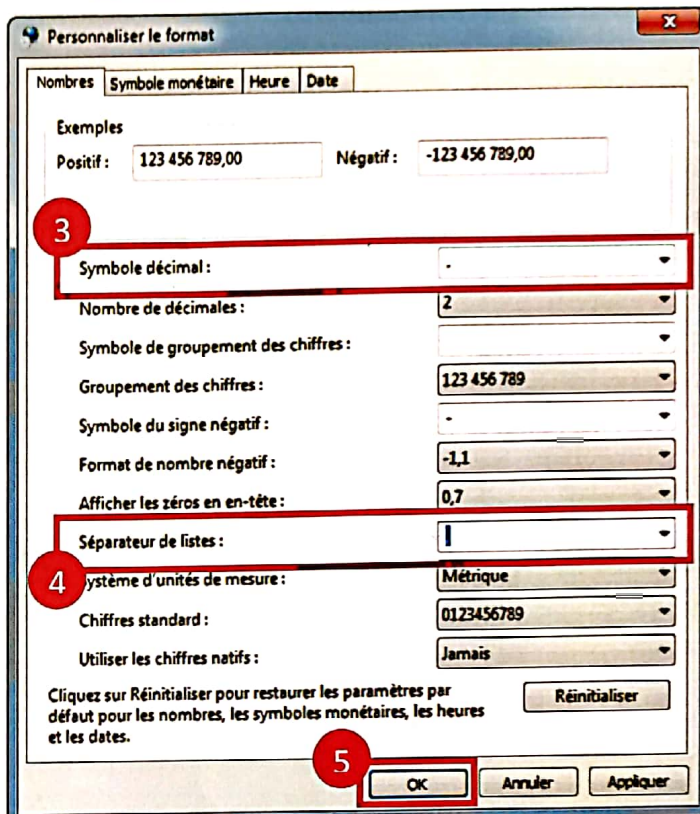 Personnaliser le format
x
Nombres Symbole monétaire Heure Date
Exemples
Positif : 123 456 789,00 Négatif : -123 456 789,00
3
Symbole décimal : .
Nombre de décimales : 2
Symbole de groupement des chiffres :
Groupement des chiffres : 123 456 789
Symbole du signe négatif : -
Format de nombre négatif : -1,1
Afficher les zéros en en-tête : 0,7
Séparateur de listes :
4
ystème d'unités de mesure : Métrique
Chiffres standard : 0123456789
Utiliser les chiffres natifs : Jamais
Cliquez sur Réinitialiser pour restaurer les paramètres par
défaut pour les nombres, les symboles monétaires, les heures
et les dates.
Réinitialiser
5
OK Annuler Appliquer